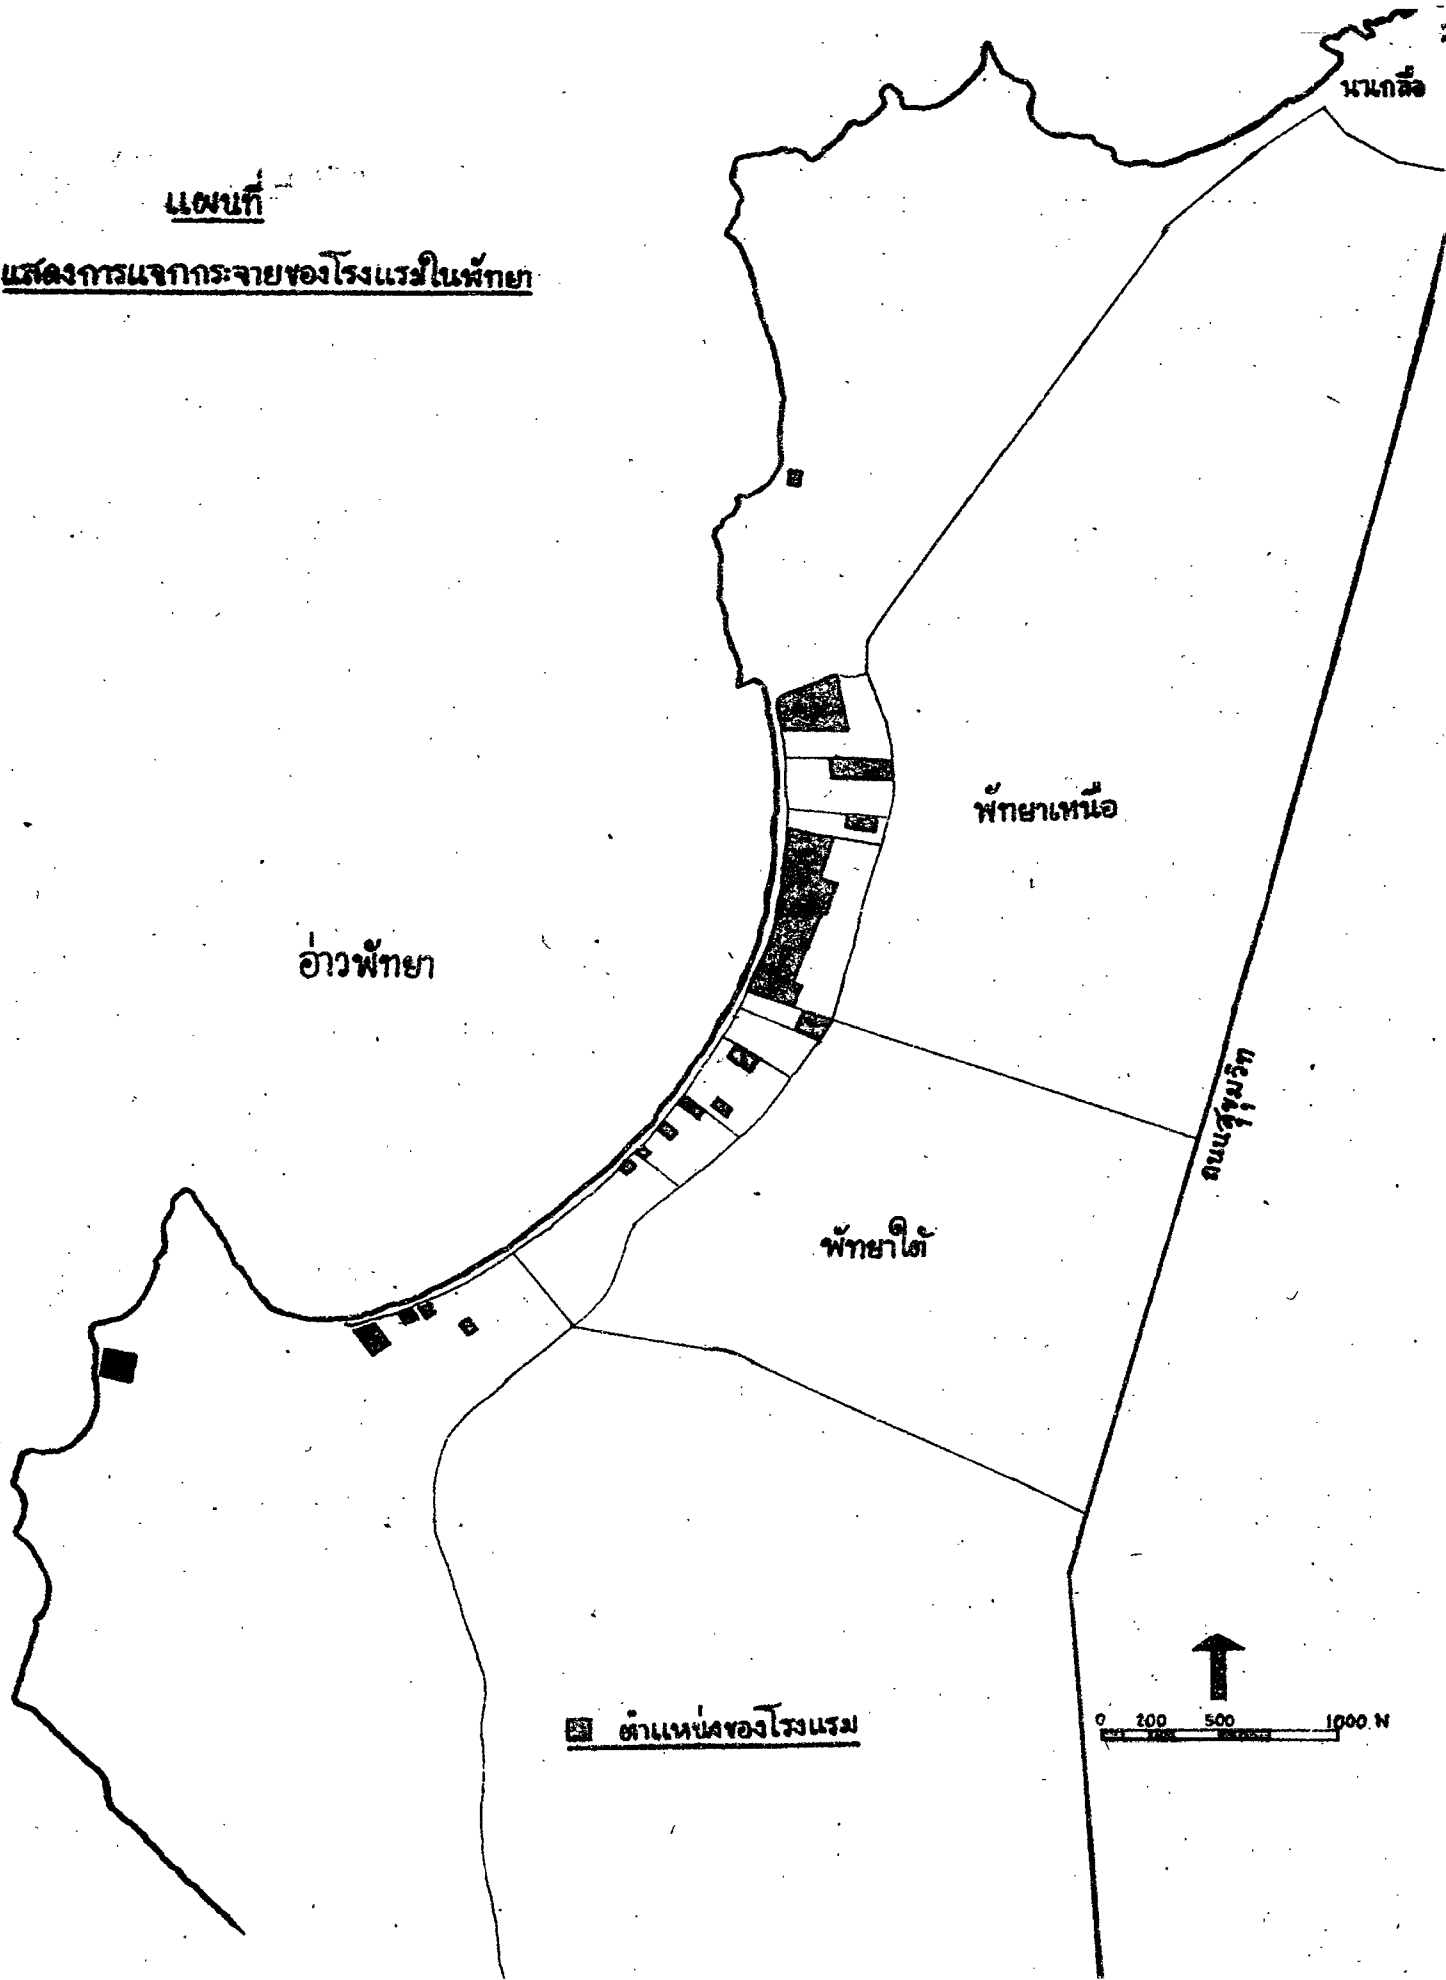 นาเกลือ
แผนที่
แสดงการแจกกระจายของโรงแรมในพัทยา
พัทยาเหนือ
อ่าวพัทยา
ถนนสุขุมวิท
พัทยาใต้
ตำแหน่งของโรงแรม
0 200 500 1000 N